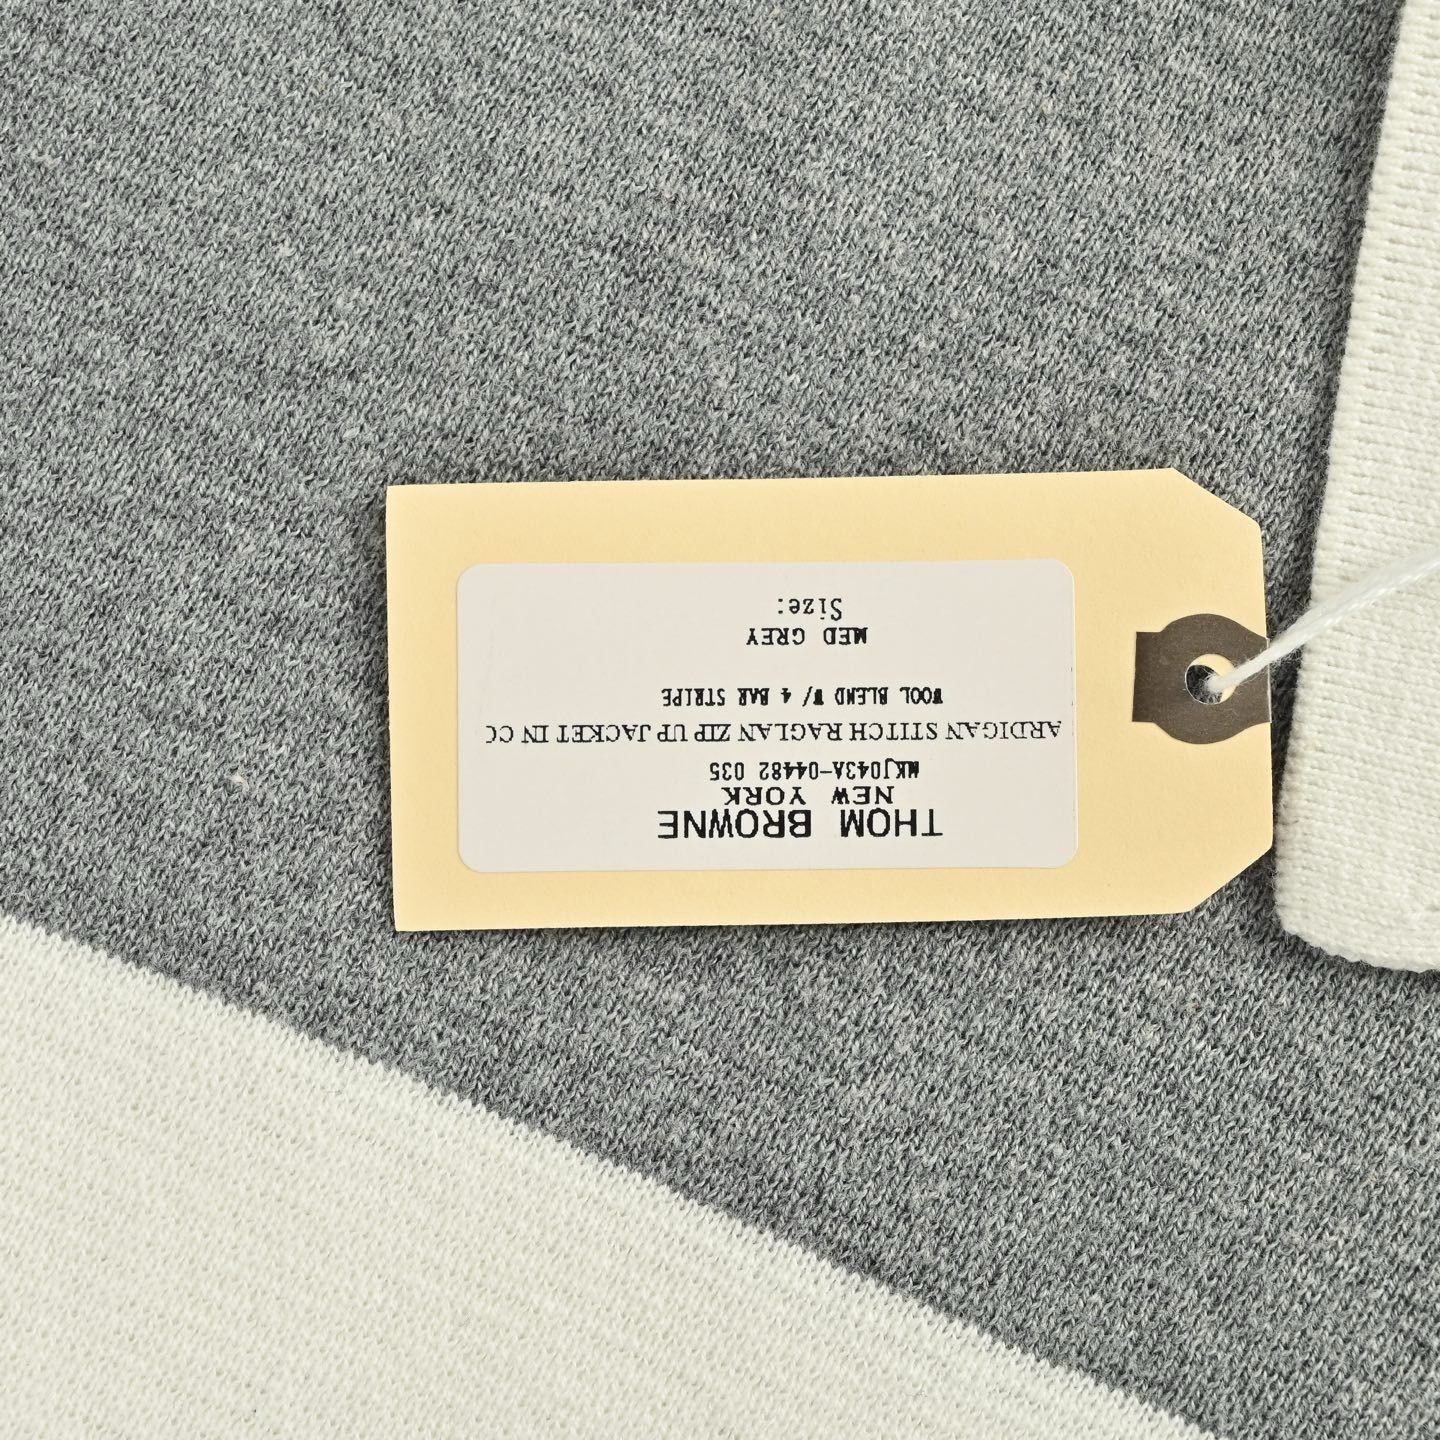 THOM BROWNE
NEW YORK
MKJ043A-04482 035
ARDIGAN STITCH RAGLAN ZIP UP JACKET IN CC
WOOL BLEND W/ 4 BAR STRIPE
MED GREY
Size: